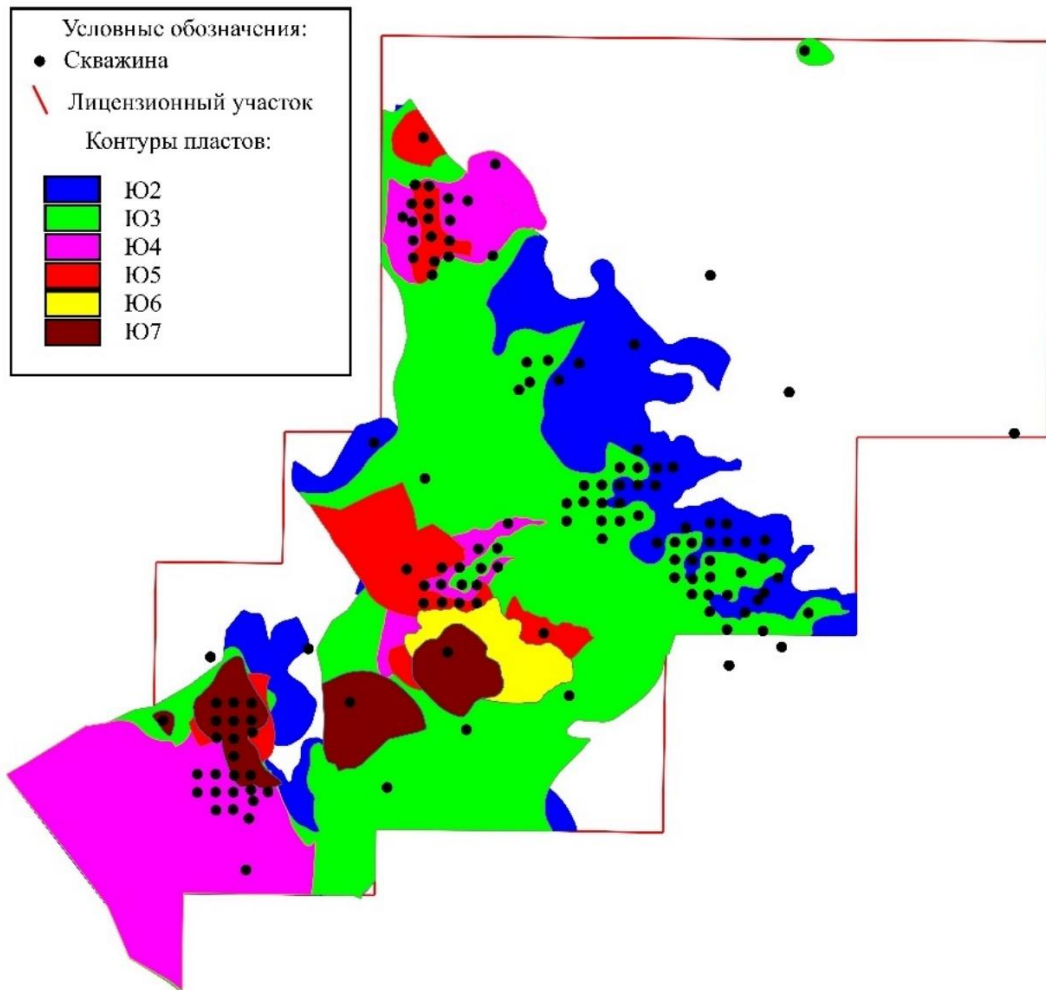 Условные обозначения:
Скважина
Лицензионный участок
Контуры пластов:
Ю2
Ю3
Ю4
Ю5
Ю6
Ю7